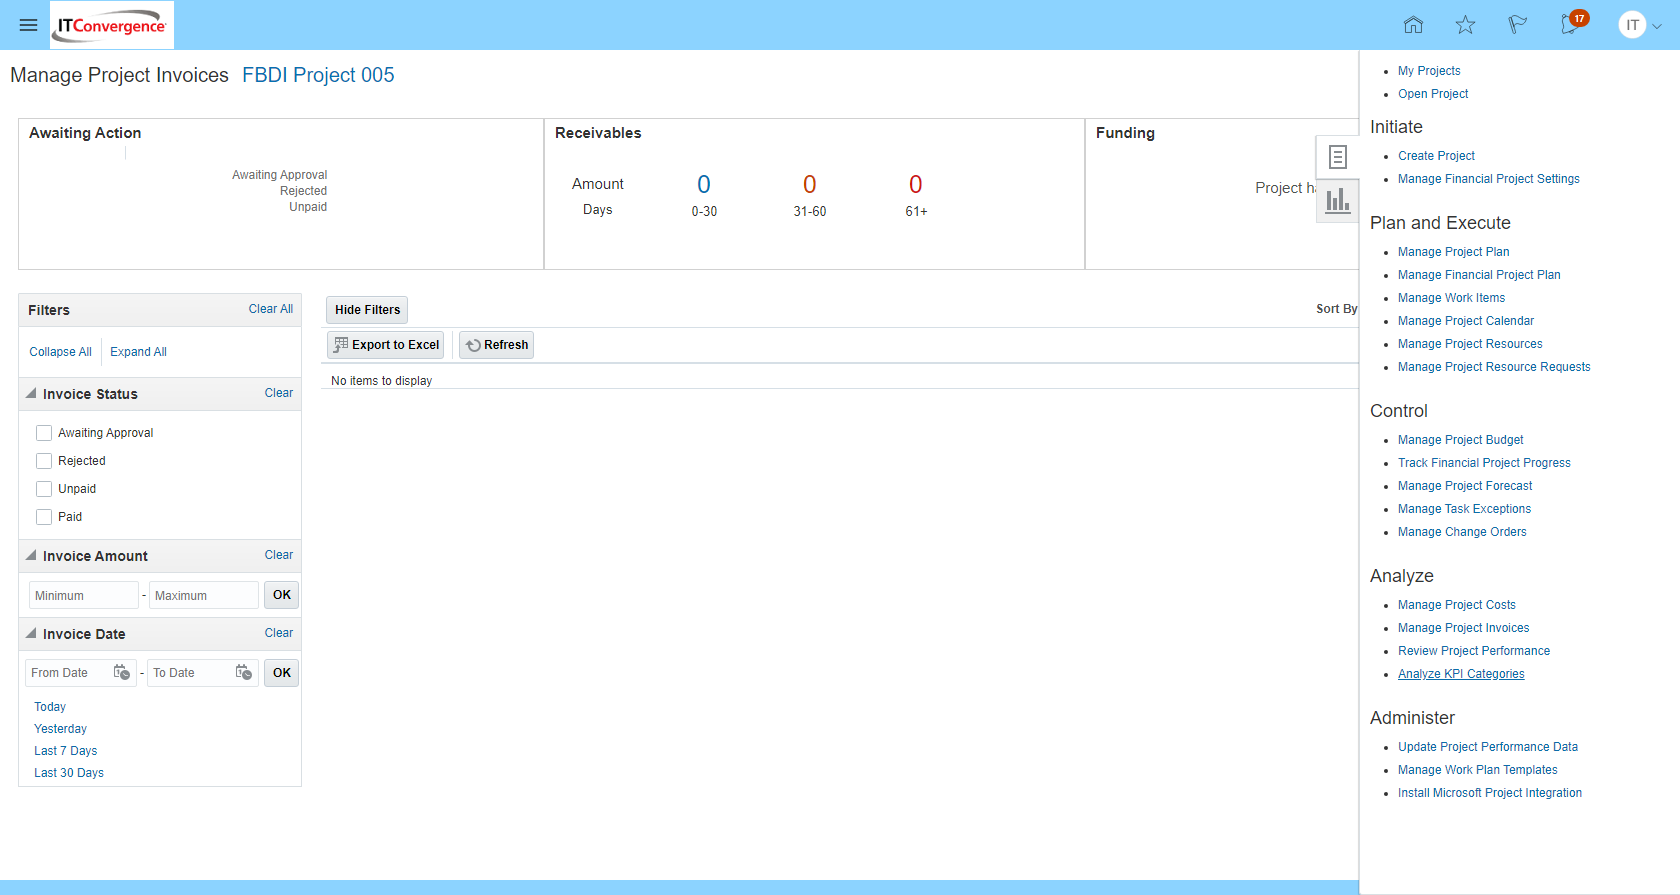 ITConvergence
17
IT
Manage Project Invoices FBDI Project 005
Awaiting Action
Awaiting Approval
Rejected
Unpaid
Receivables
Amount 0 0 0
Days 0-30 31-60 61+
Funding
Project ha
Filters Clear All
Collapse All Expand All
Invoice Status Clear
Awaiting Approval
Rejected
Unpaid
Paid
Invoice Amount Clear
Minimum - Maximum OK
Invoice Date Clear
From Date - To Date OK
Today
Yesterday
Last 7 Days
Last 30 Days
Hide Filters
Sort By
Export to Excel Refresh
No items to display
My Projects
Open Project
Initiate
Create Project
Manage Financial Project Settings
Plan and Execute
Manage Project Plan
Manage Financial Project Plan
Manage Work Items
Manage Project Calendar
Manage Project Resources
Manage Project Resource Requests
Control
Manage Project Budget
Track Financial Project Progress
Manage Project Forecast
Manage Task Exceptions
Manage Change Orders
Analyze
Manage Project Costs
Manage Project Invoices
Review Project Performance
Analyze KPI Categories
Administer
Update Project Performance Data
Manage Work Plan Templates
Install Microsoft Project Integration